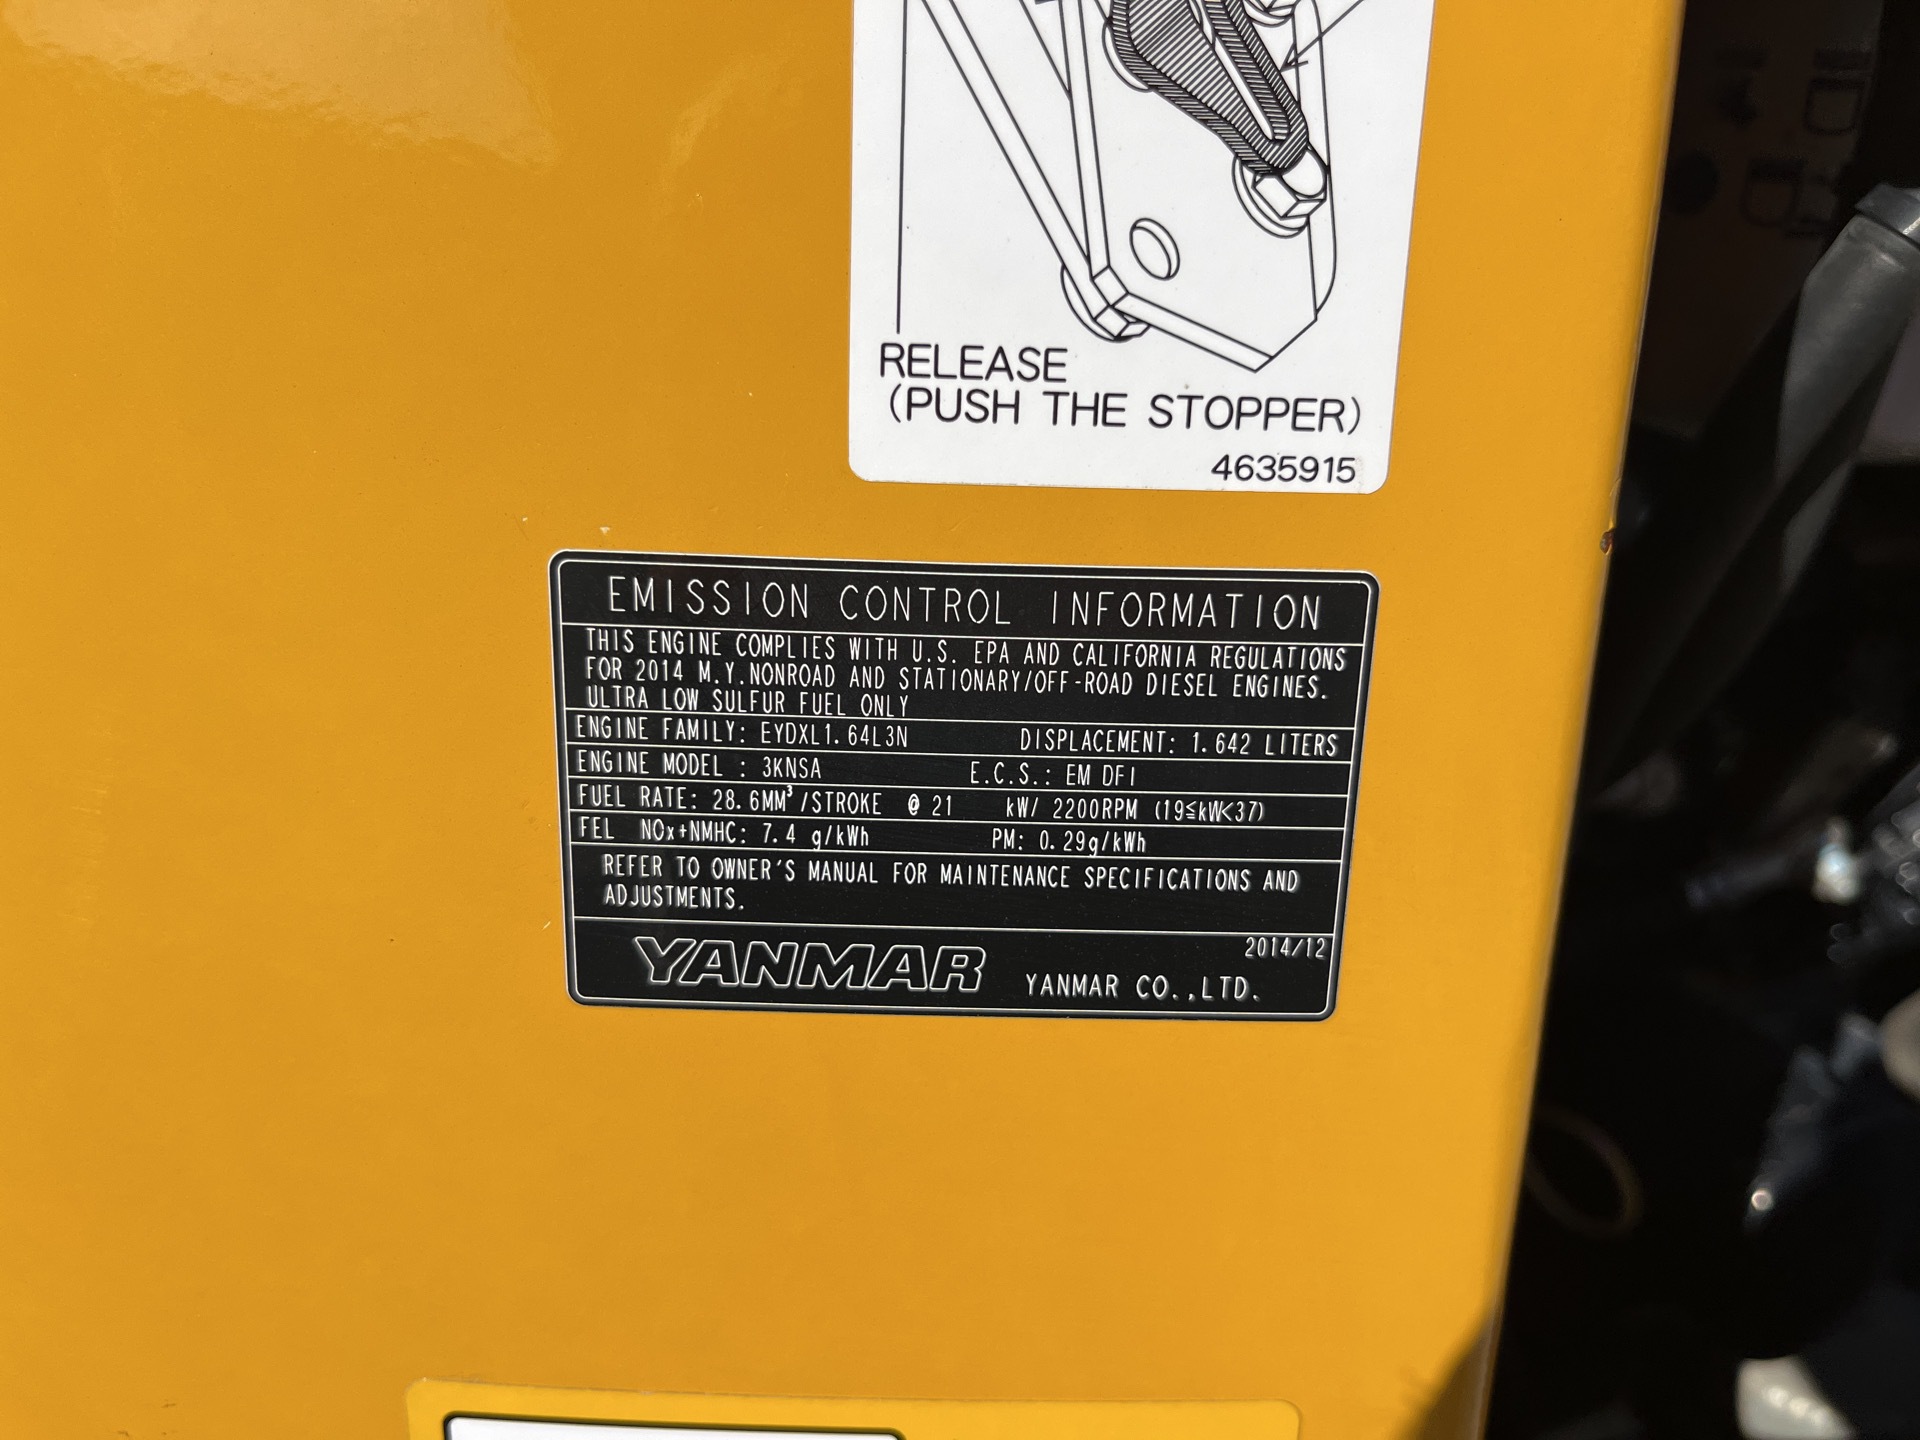 RELEASE
(PUSH THE STOPPER)
4635915
EMISSION CONTROL INFORMATION
THIS ENGINE COMPLIES WITH U.S. EPA AND CALIFORNIA REGULATIONS
FOR 2014 M.Y.NONROAD AND STATIONARY/OFF-ROAD DIESEL ENGINES.
ULTRA LOW SULFUR FUEL ONLY
ENGINE FAMILY: EYDXL1.64L3N DISPLACEMENT: 1.642 LITERS
ENGINE MODEL : 3KNSA E.C.S.: EM DFI
FUEL RATE: 28.6MM³/STROKE @ 21 kW/ 2200RPM (19≦kW<37)
FEL NOx+NMHC: 7.4 g/kWh PM: 0.29g/kWh
REFER TO OWNER'S MANUAL FOR MAINTENANCE SPECIFICATIONS AND
ADJUSTMENTS.
2014/12
YANMAR YANMAR CO.,LTD.